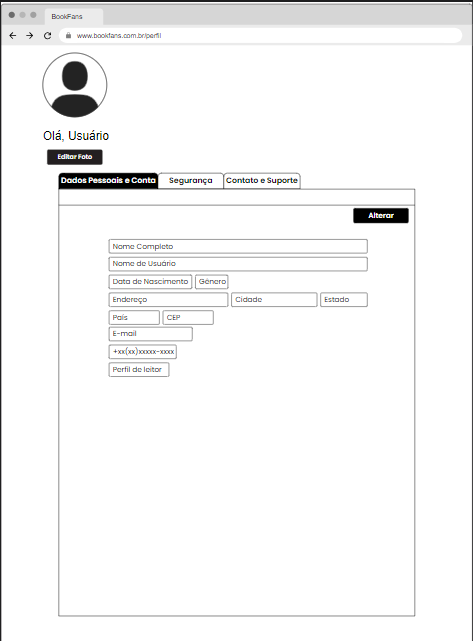 BookFans
www.bookfans.com.br/perfil
Olá, Usuário
Editar Foto
Dados Pessoais e Conta Segurança Contato e Suporte
Alterar
Nome Completo
Nome de Usuário
Data de Nascimento Gênero
Endereço Cidade Estado
País CEP
E-mail
+xx(xx)xxxxx-xxxx
Perfil de leitor